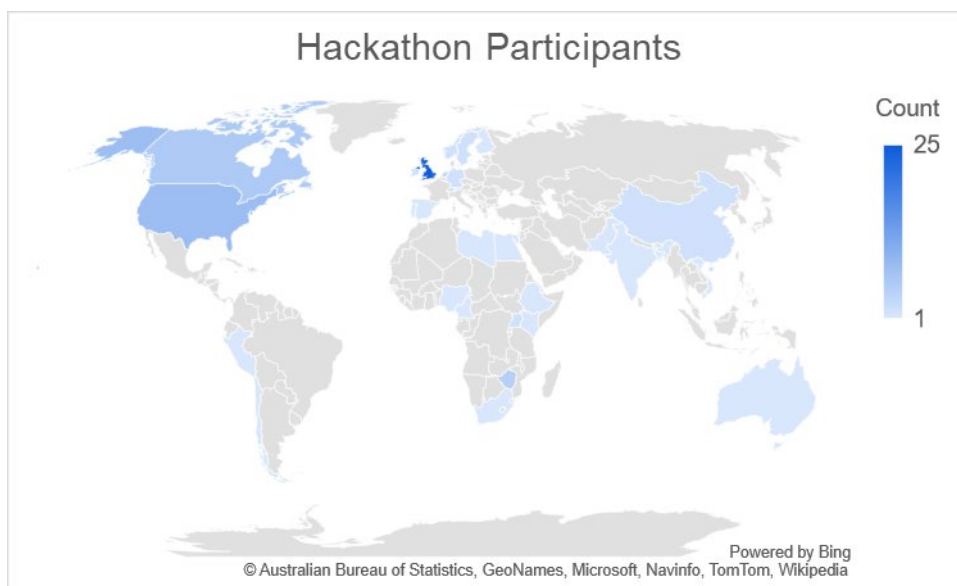 Hackathon Participants
Count
25
1
Powered by Bing
© Australian Bureau of Statistics, GeoNames, Microsoft, Navinfo, TomTom, Wikipedia